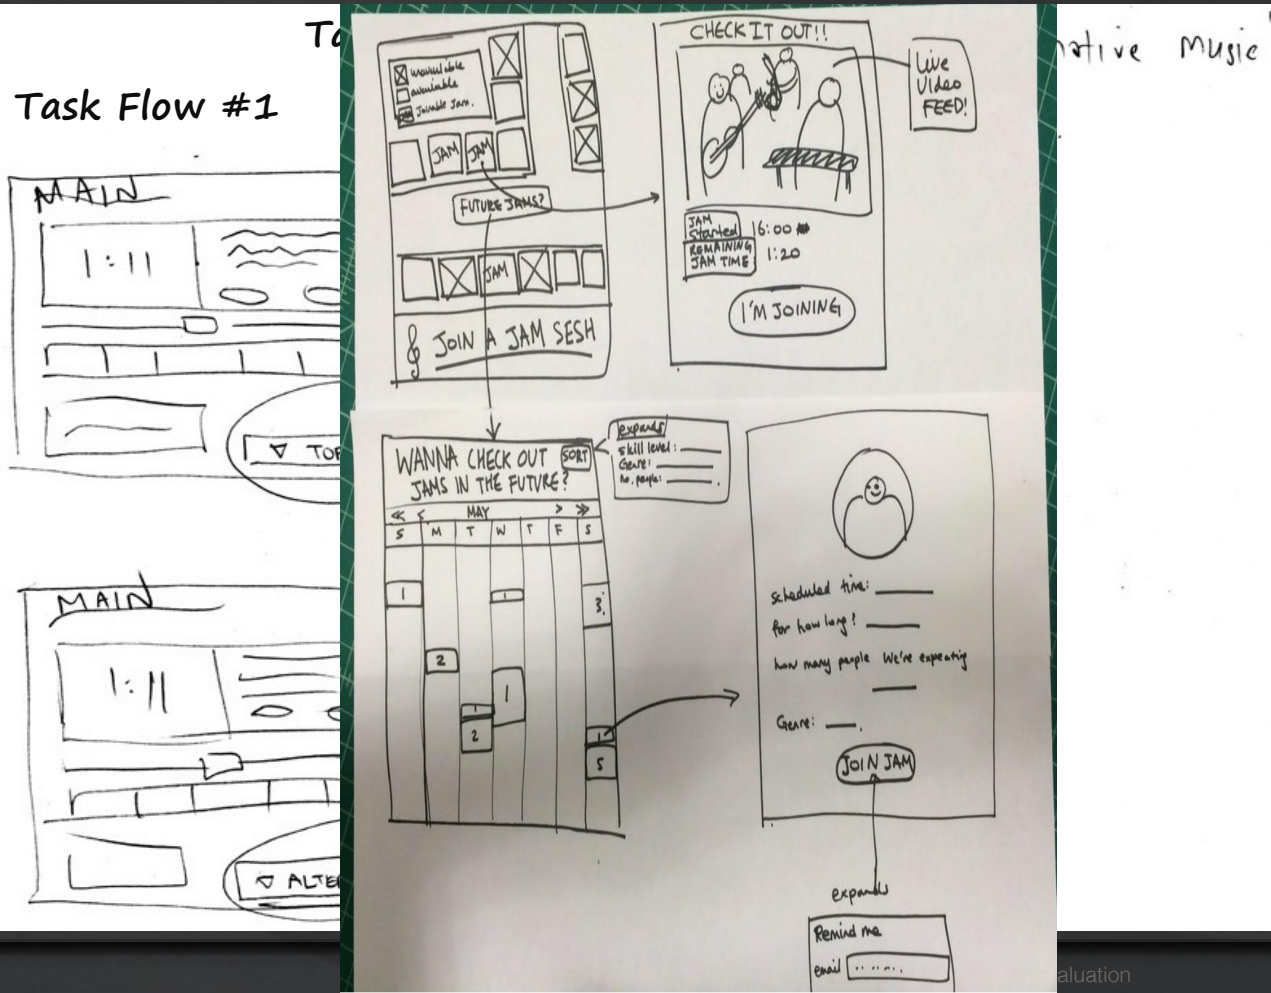 Task Flow #1
native Music
MAIN
1:11
MAIN
1:11
unavailable
available
Joinable Jam.
JAM
JAM
FUTURE JAMS?
JAM
JOIN A JAM SESH
CHECK IT OUT!!
Live
Video
FEED!
JAM
started
16:00
REMAINING
JAM TIME
1:20
I'M JOINING
WANNA CHECK OUT
JAMS IN THE FUTURE?
SORT
expands
skill level:
Genre:
no. people:
<< < MAY > >>
S M T W T F S
1
1
3
2
1
1
2
1
5
scheduled time:
for how long?
how many people we're expecting
Genre:
JOIN JAM
expands
Remind me
email
aluation